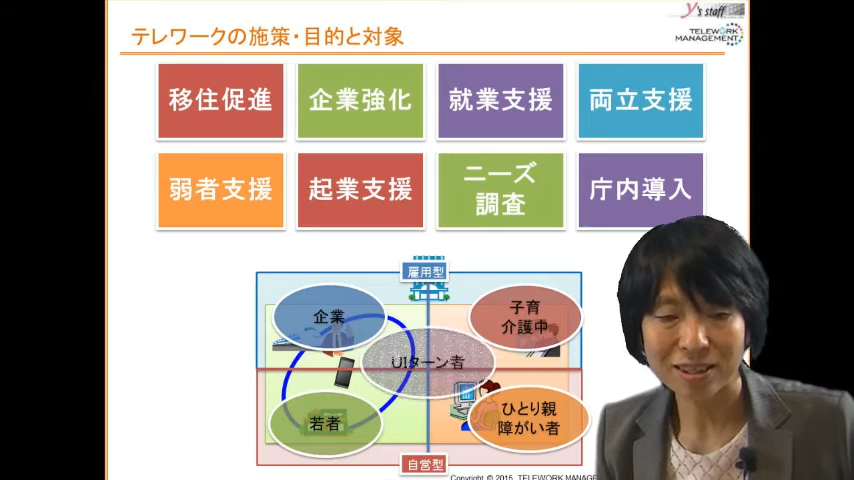 y's staff
テレワークの施策・目的と対象
TELEWORK
MANAGEMENT
移住促進
企業強化
就業支援
両立支援
弱者支援
起業支援
ニーズ
調査
庁内導入
雇用型
企業
子育
介護中
UIターン者
若者
ひとり親
障がい者
自営型
Copyright © 2015 TELEWORK MANAGE